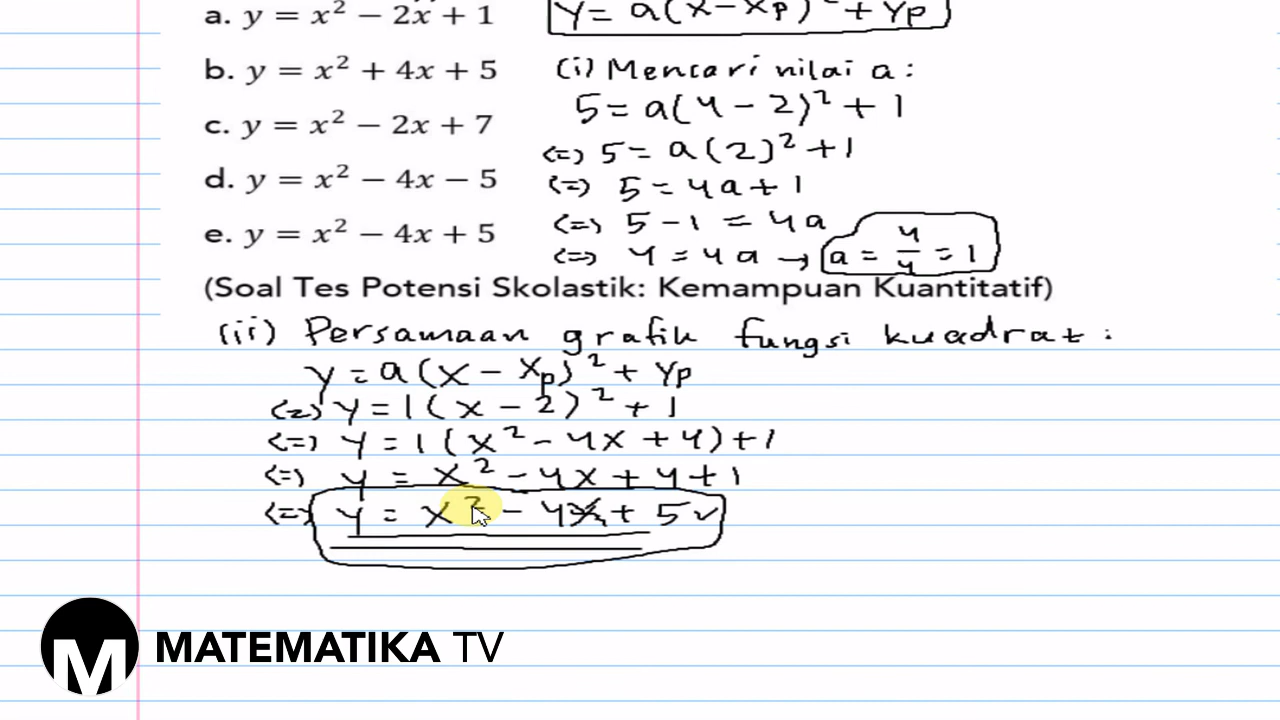 a. y = x² − 2x + 1
y = a(x − xₚ)² + yₚ
b. y = x² + 4x + 5
(i) Mencari nilai a :
5 = a(4 − 2)² + 1
c. y = x² − 2x + 7
(=) 5 = a(2)² + 1
d. y = x² − 4x − 5
(=) 5 = 4a + 1
(=) 5 − 1 = 4a
e. y = x² − 4x + 5
(=) 4 = 4a → a = 4/4 = 1
(Soal Tes Potensi Skolastik: Kemampuan Kuantitatif)
(ii) Persamaan grafik fungsi kuadrat :
y = a(x − xₚ)² + yₚ
(=) y = 1(x − 2)² + 1
(=) y = 1(x² − 4x + 4) + 1
(=) y = x² − 4x + 4 + 1
(=) y = x² − 4x + 5
M MATEMATIKA TV